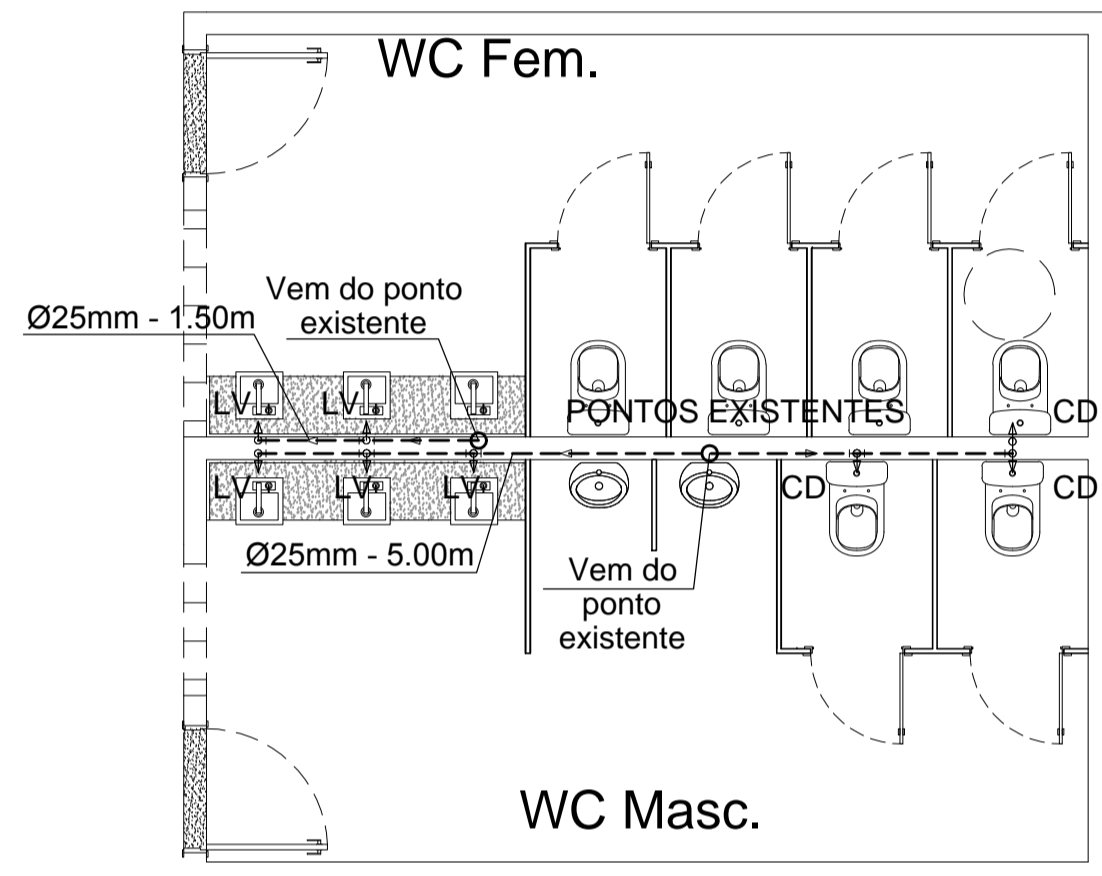 WC Fem.
Vem do ponto
existente
Ø25mm - 1.50m
LV
LV
PONTOS EXISTENTES
CD
LV
LV
LV
CD
CD
Ø25mm - 5.00m
Vem do
ponto
existente
WC Masc.